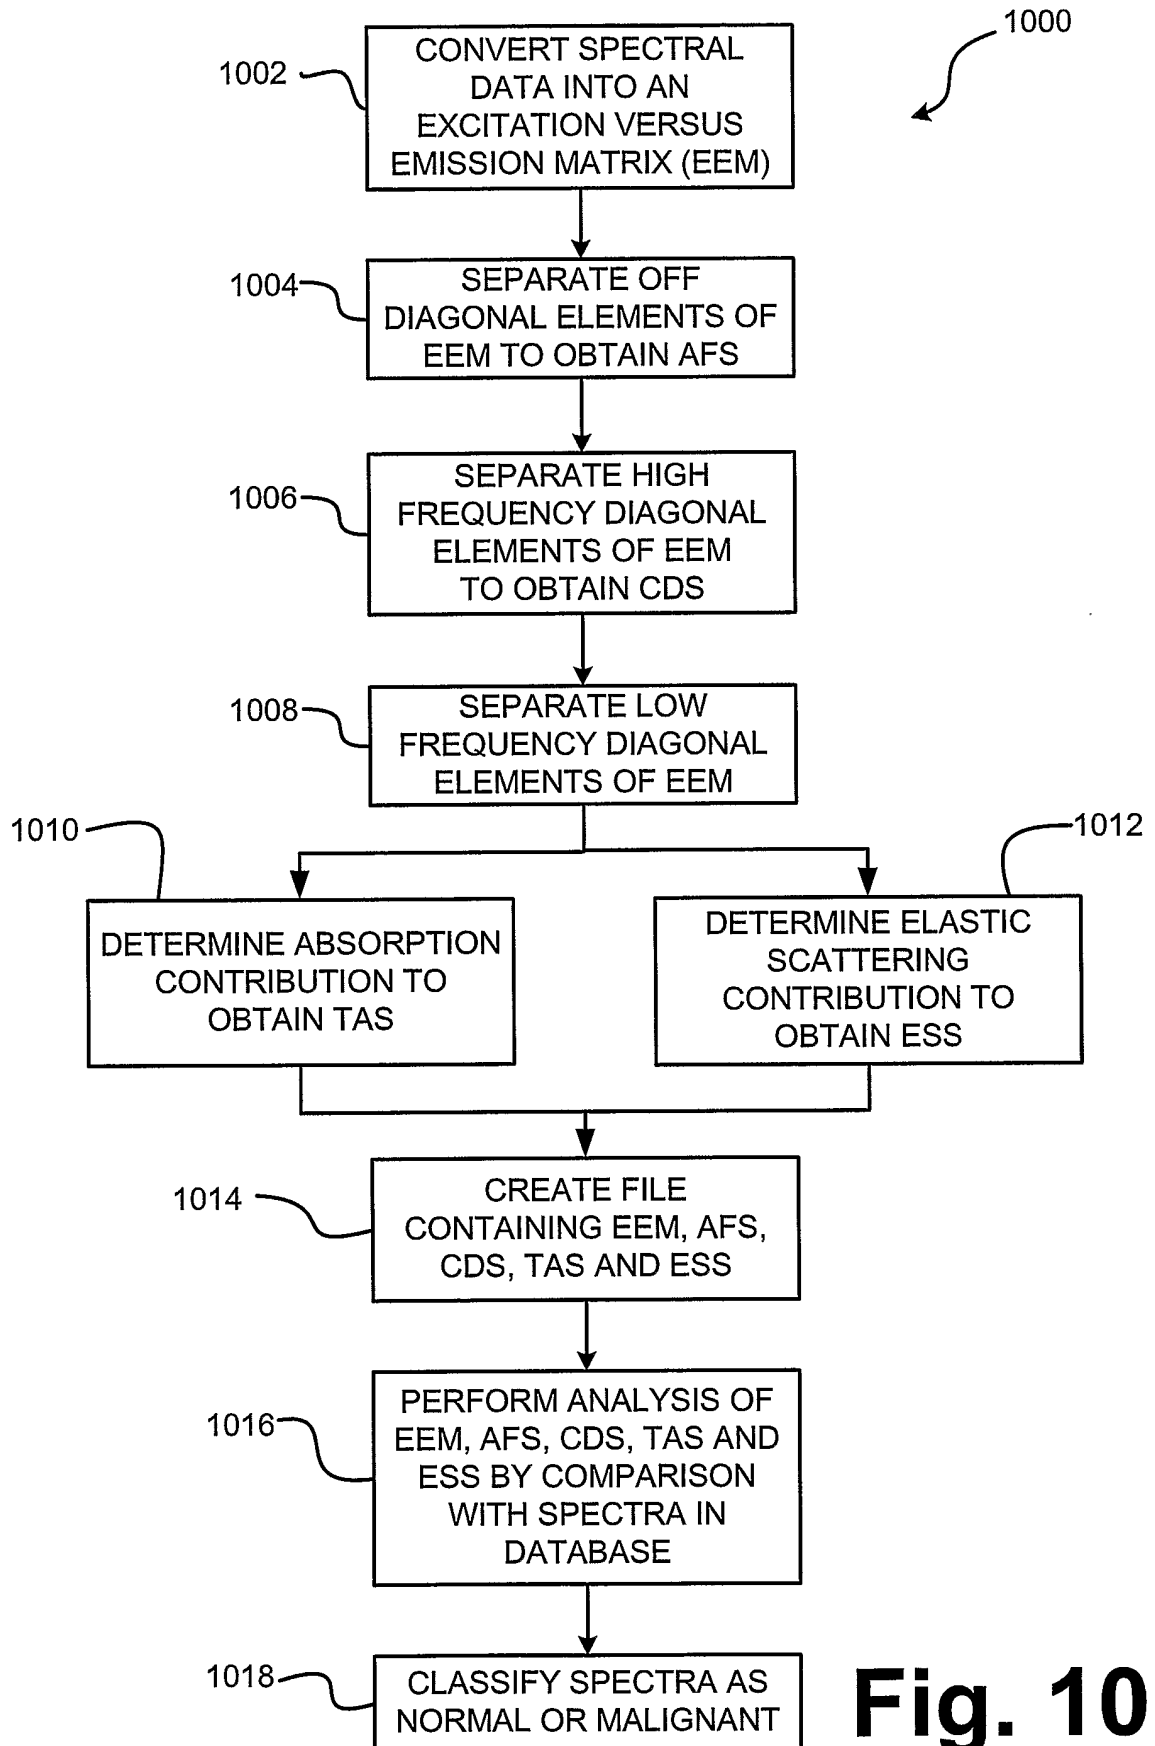 1000
1002
CONVERT SPECTRAL
DATA INTO AN
EXCITATION VERSUS
EMISSION MATRIX (EEM)
1004
SEPARATE OFF
DIAGONAL ELEMENTS OF
EEM TO OBTAIN AFS
1006
SEPARATE HIGH
FREQUENCY DIAGONAL
ELEMENTS OF EEM
TO OBTAIN CDS
1008
SEPARATE LOW
FREQUENCY DIAGONAL
ELEMENTS OF EEM
1010
DETERMINE ABSORPTION
CONTRIBUTION TO
OBTAIN TAS
1012
DETERMINE ELASTIC
SCATTERING
CONTRIBUTION TO
OBTAIN ESS
1014
CREATE FILE
CONTAINING EEM, AFS,
CDS, TAS AND ESS
1016
PERFORM ANALYSIS OF
EEM, AFS, CDS, TAS AND
ESS BY COMPARISON
WITH SPECTRA IN
DATABASE
1018
CLASSIFY SPECTRA AS
NORMAL OR MALIGNANT
Fig. 10